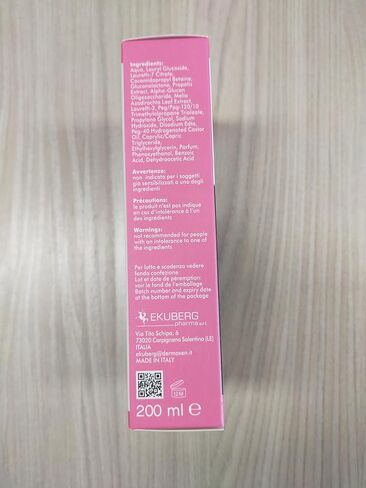 Ingredients:
Aqua, Lauryl Glucoside,
Laureth-7 Citrate,
Cocamidopropyl Betaine,
Gluconolactone, Propolis
Extract, Alpha-Glucan
Oligosaccharide, Melia
Azadirachta Leaf Extract,
Laureth-2, Peg/Ppg-120/10
Trimethylolpropane Trioleate,
Propylene Glycol, Sodium
Hydroxide, Disodium Edta,
Peg-40 Hydrogenated Castor
Oil, Caprylic/Capric
Triglyceride,
Ethylhexylglycerin, Parfum,
Phenoxyethanol, Benzoic
Acid, Dehydroacetic Acid
Avvertenze:
non indicato per i soggetti
già sensibilizzati a uno degli
ingredienti
Précautions:
le produit n'est pas indiqué
en cas d'intolérance à l'un
des ingrédients
Warnings:
not recommended for people
with an intolerance to one of
the ingredients
Per lotto e scadenza vedere
fondo confezione
Lot et date de péremption:
voir le fond de l'emballage
Batch number and expiry date
at the bottom of the package
EKUBERG
pharma s.r.l.
Via Tito Schipa, 6
73020 Carpignano Salentino (LE)
ITALIA
ekuberg@dermoxen.it
MADE IN ITALY
12M
200 ml e